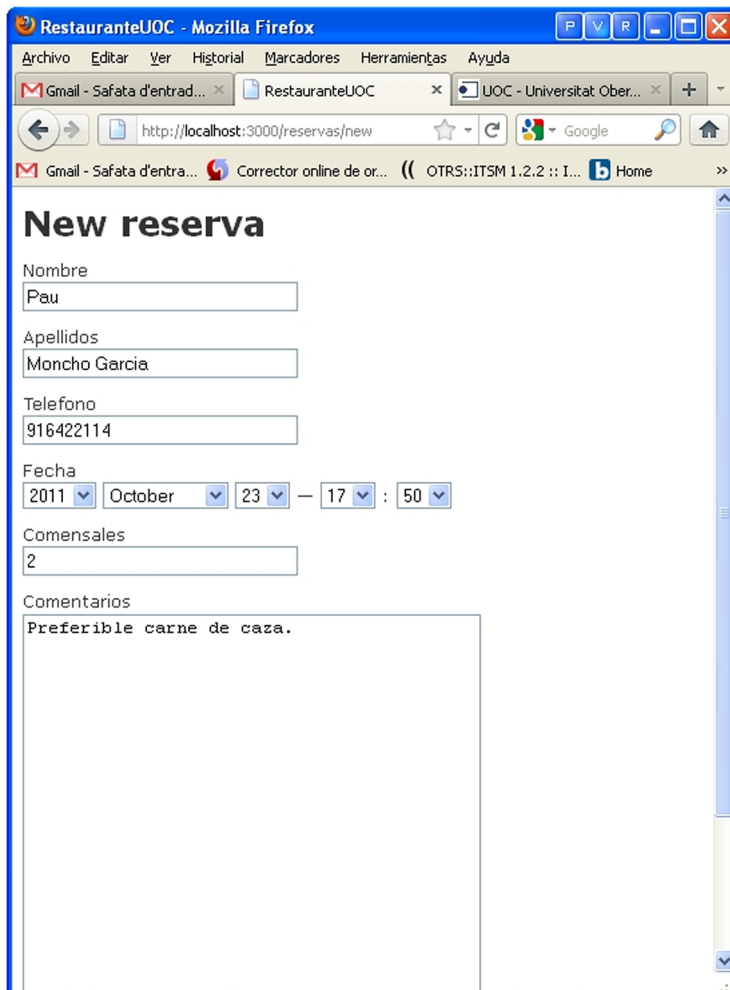 RestauranteUOC - Mozilla Firefox
P V R
Archivo Editar Ver Historial Marcadores Herramientas Ayuda
Gmail - Safata d'entrad... RestauranteUOC UOC - Universitat Ober...
http://localhost:3000/reservas/new Google
Gmail - Safata d'entra... Corrector online de or... OTRS::ITSM 1.2.2 :: I... Home »
New reserva
Nombre
Pau
Apellidos
Moncho Garcia
Telefono
916422114
Fecha
2011 October 23 — 17 : 50
Comensales
2
Comentarios
Preferible carne de caza.